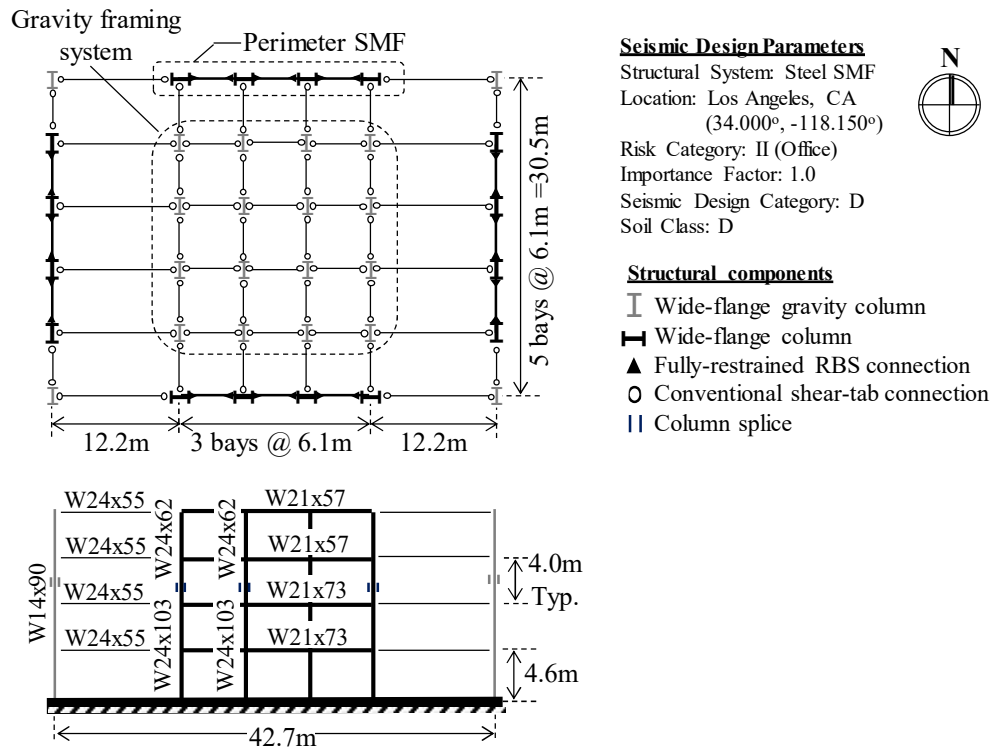 Gravity framing
system
Perimeter SMF
5 bays @ 6.1m =30.5m
12.2m
3 bays @ 6.1m
12.2m
Seismic Design Parameters
Structural System: Steel SMF
Location: Los Angeles, CA
(34.000º, -118.150º)
Risk Category: II (Office)
Importance Factor: 1.0
Seismic Design Category: D
Soil Class: D
N
Structural components
Wide-flange gravity column
Wide-flange column
Fully-restrained RBS connection
Conventional shear-tab connection
Column splice
W24x55
W24x62
W24x62
W21x57
W24x55
W21x57
W14x90
W24x55
W21x73
4.0m
Typ.
W24x55
W24x103
W24x103
W21x73
4.6m
42.7m